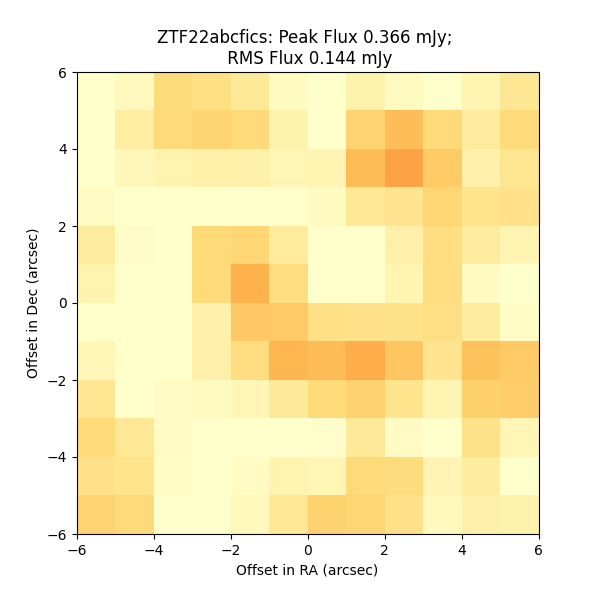 ZTF22abcfics: Peak Flux 0.366 mJy;
RMS Flux 0.144 mJy
6
4
2
0
−2
−4
−6
Offset in Dec (arcsec)
−6 −4 −2 0 2 4 6
Offset in RA (arcsec)